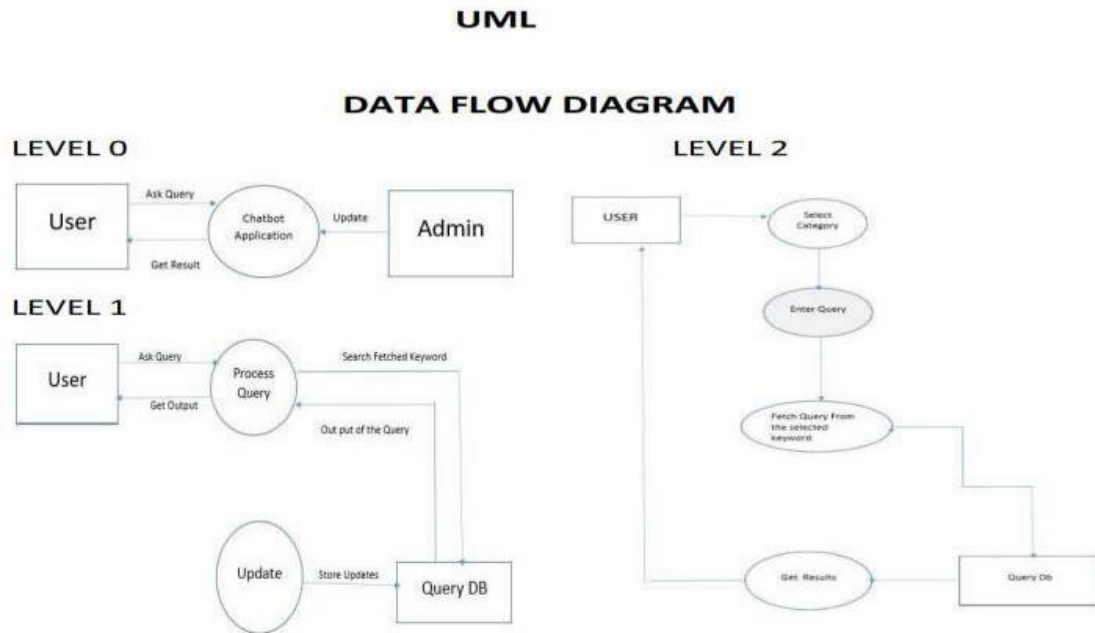 UML
DATA FLOW DIAGRAM
LEVEL 0
User
Ask Query
Get Result
Chatbot
Application
Update
Admin
LEVEL 1
User
Ask Query
Get Output
Process
Query
Search Fetched Keyword
Out put of the Query
Update
Store Updates
Query DB
LEVEL 2
USER
Select
Category
Enter Query
Fetch Query From
the selected
keyword
Get Results
Query Db